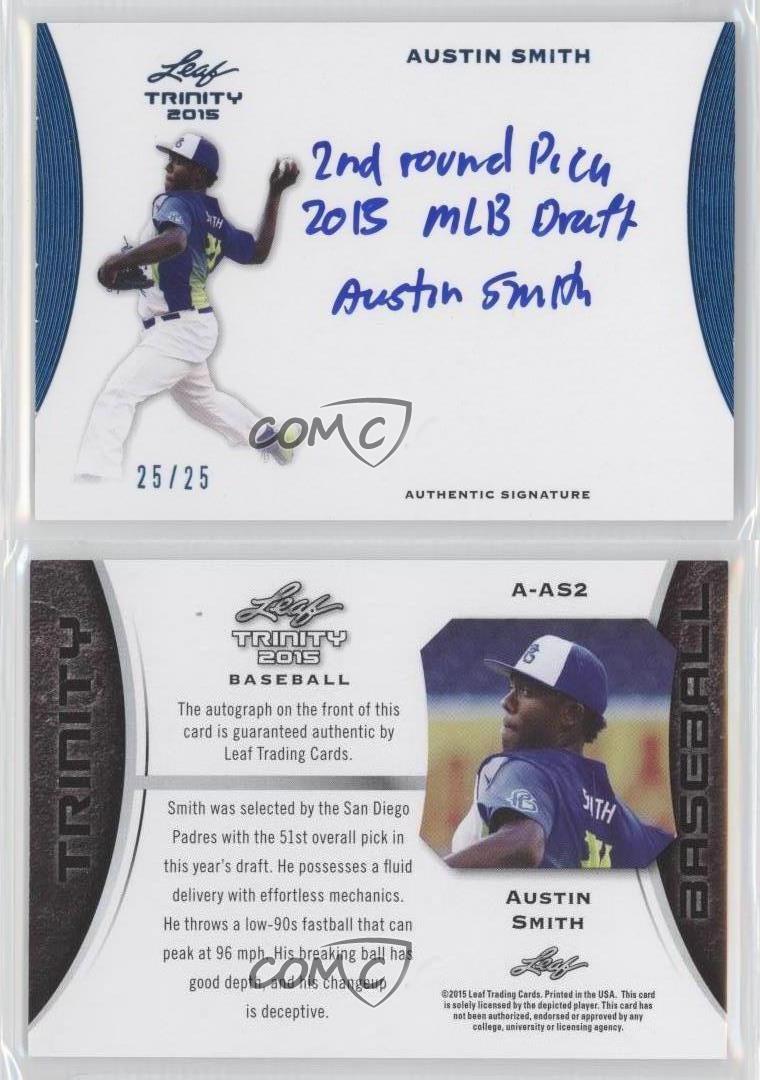 Leaf
TRINITY
2015
AUSTIN SMITH
2nd round Pick
2015 MLB Draft
Austin Smith
SMITH
COMC
25/25
AUTHENTIC SIGNATURE
TRINITY
Leaf
TRINITY
2015
BASEBALL
The autograph on the front of this
card is guaranteed authentic by
Leaf Trading Cards.
Smith was selected by the San Diego
Padres with the 51st overall pick in
this year's draft. He possesses a fluid
delivery with effortless mechanics.
He throws a low-90s fastball that can
peak at 96 mph. His breaking ball has
good depth, and his changeup
is deceptive.
COMC
A-AS2
BASEBALL
AUSTIN
SMITH
Leaf
©2015 Leaf Trading Cards. Printed in the USA. This card
is solely licensed by the depicted player. This card has
not been authorized, endorsed or approved by any
college, university or licensing agency.